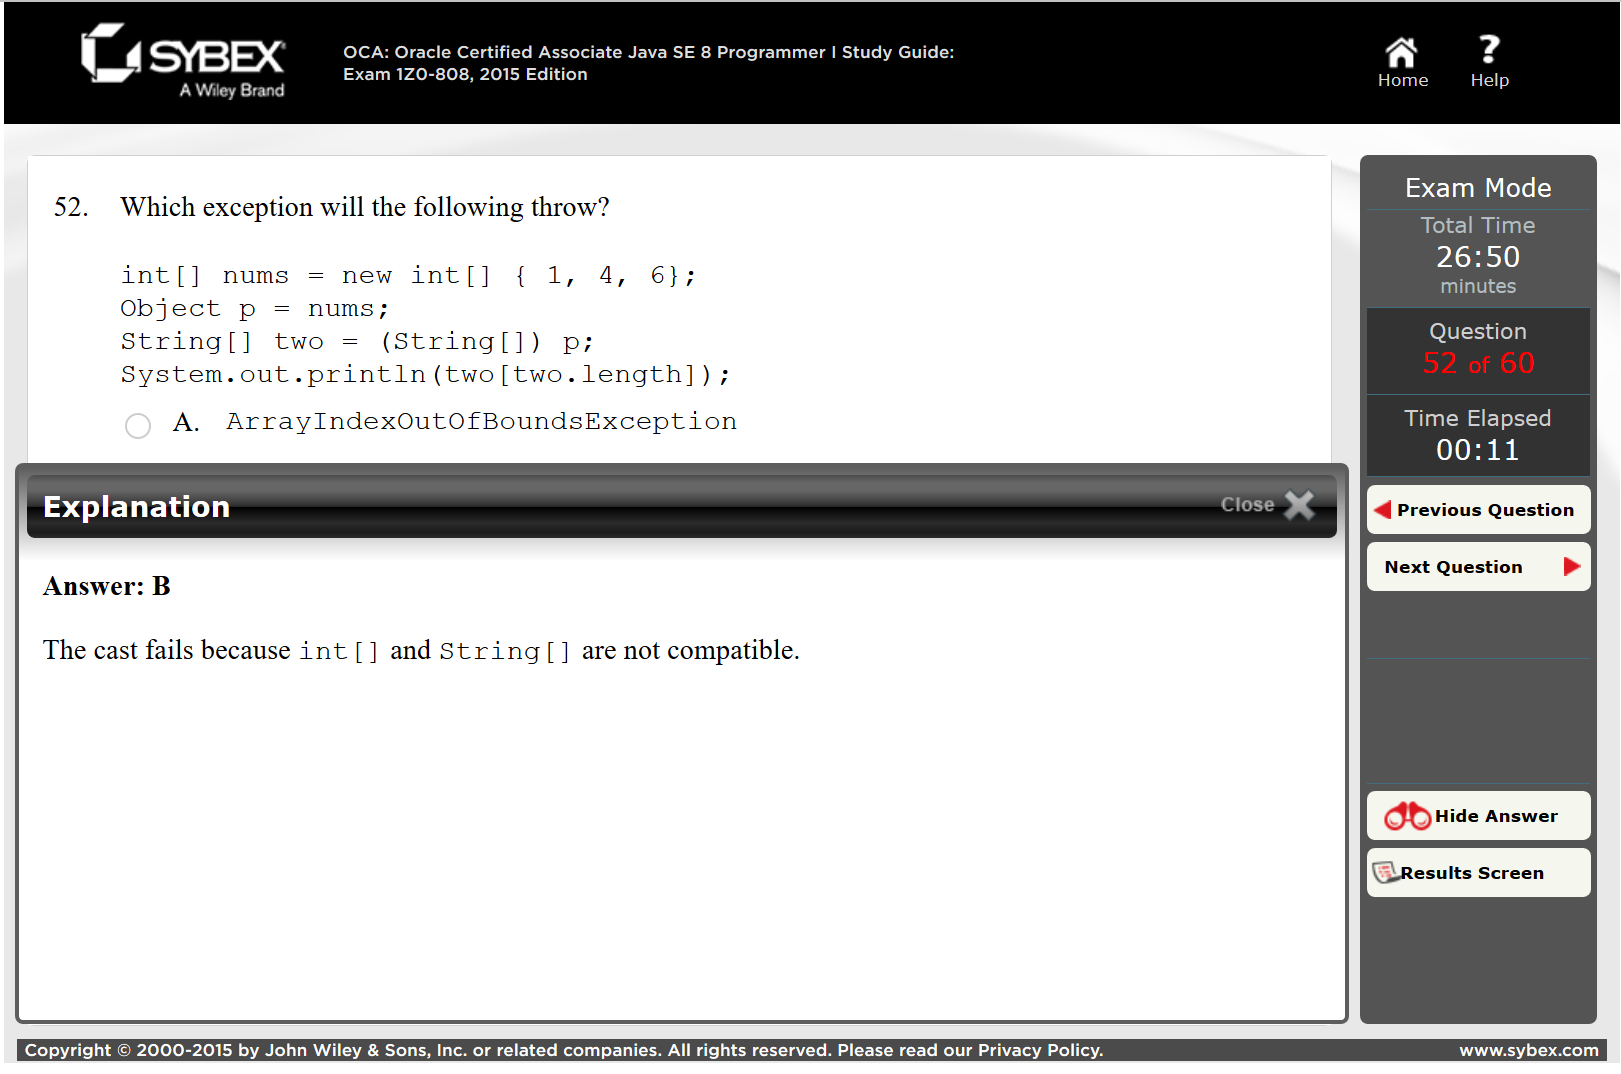 SYBEX
A Wiley Brand
OCA: Oracle Certified Associate Java SE 8 Programmer I Study Guide:
Exam 1Z0-808, 2015 Edition
Home
Help
52. Which exception will the following throw?
int[] nums = new int[] { 1, 4, 6};
Object p = nums;
String[] two = (String[]) p;
System.out.println(two[two.length]);
A. ArrayIndexOutOfBoundsException
Explanation
Close
Answer: B
The cast fails because int[] and String[] are not compatible.
Exam Mode
Total Time
26:50
minutes
Question
52 of 60
Time Elapsed
00:11
Previous Question
Next Question
Hide Answer
Results Screen
Copyright © 2000-2015 by John Wiley & Sons, Inc. or related companies. All rights reserved. Please read our Privacy Policy.
www.sybex.com